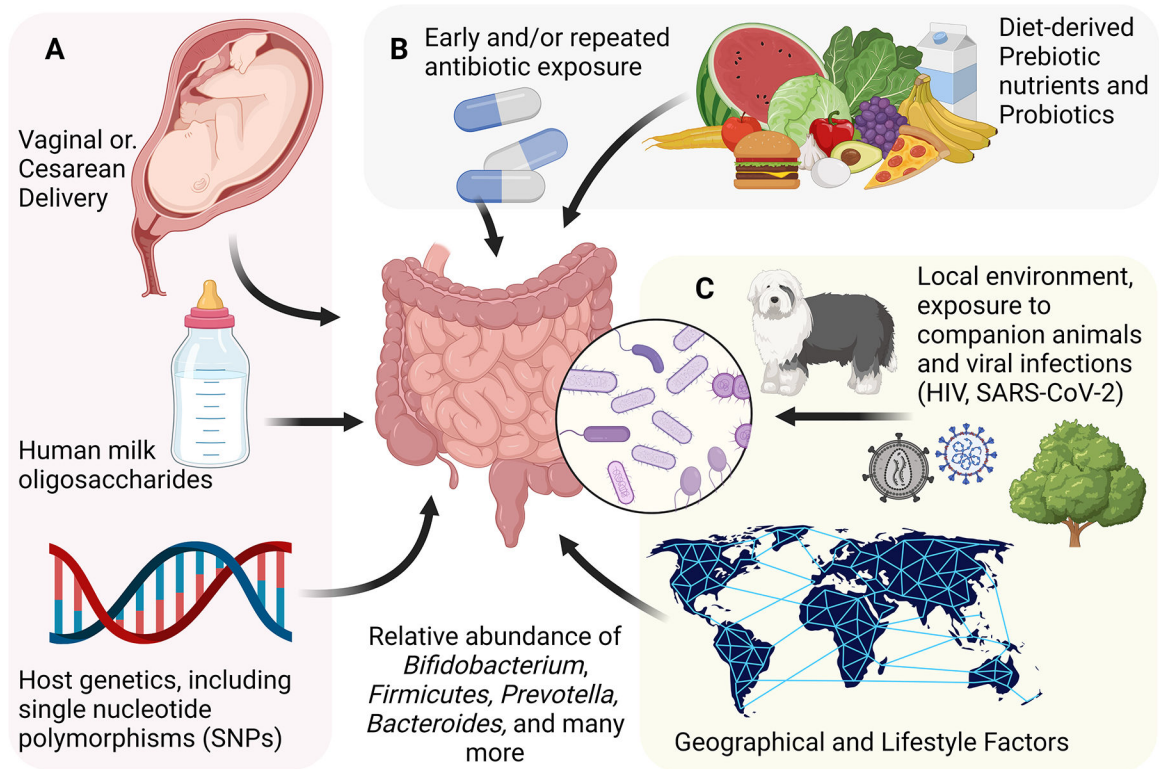 A
Vaginal or.
Cesarean
Delivery
Human milk
oligosaccharides
Host genetics, including
single nucleotide
polymorphisms (SNPs)
B
Early and/or repeated
antibiotic exposure
Diet-derived
Prebiotic
nutrients and
Probiotics
C
Local environment,
exposure to
companion animals
and viral infections
(HIV, SARS-CoV-2)
Geographical and Lifestyle Factors
Relative abundance of
Bifidobacterium,
Firmicutes, Prevotella,
Bacteroides, and many
more